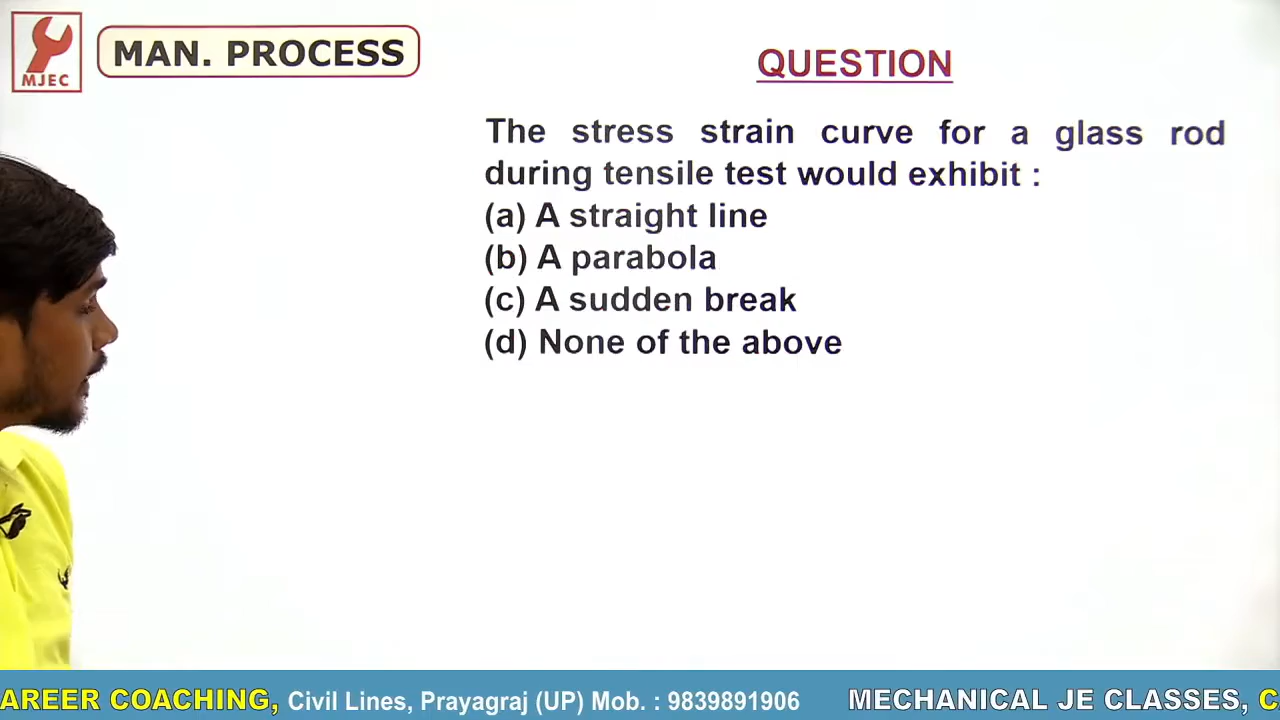 MJEC
MAN. PROCESS
QUESTION
The stress strain curve for a glass rod
during tensile test would exhibit :
(a) A straight line
(b) A parabola
(c) A sudden break
(d) None of the above
AREER COACHING, Civil Lines, Prayagraj (UP) Mob. : 9839891906 MECHANICAL JE CLASSES, C